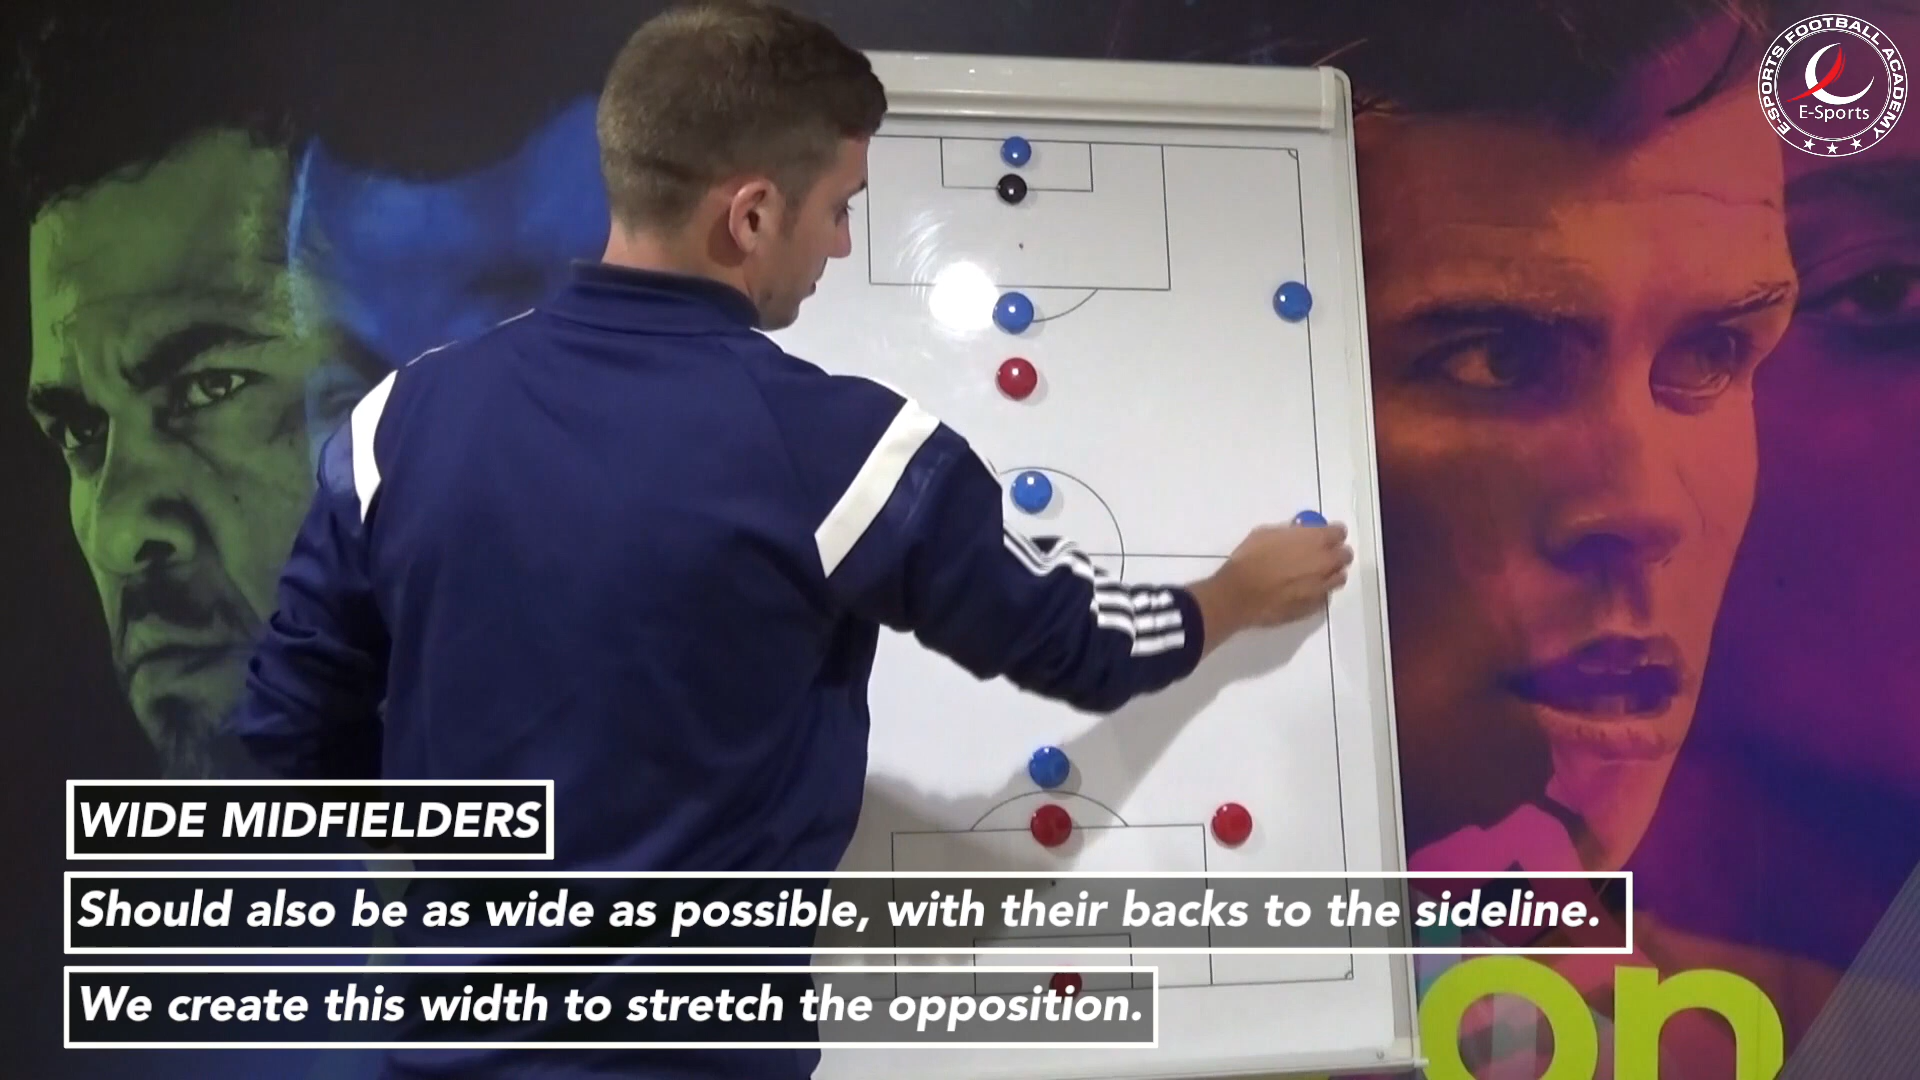 E-SPORTS FOOTBALL ACADEMY
E-Sports
WIDE MIDFIELDERS
Should also be as wide as possible, with their backs to the sideline.
We create this width to stretch the opposition.
on